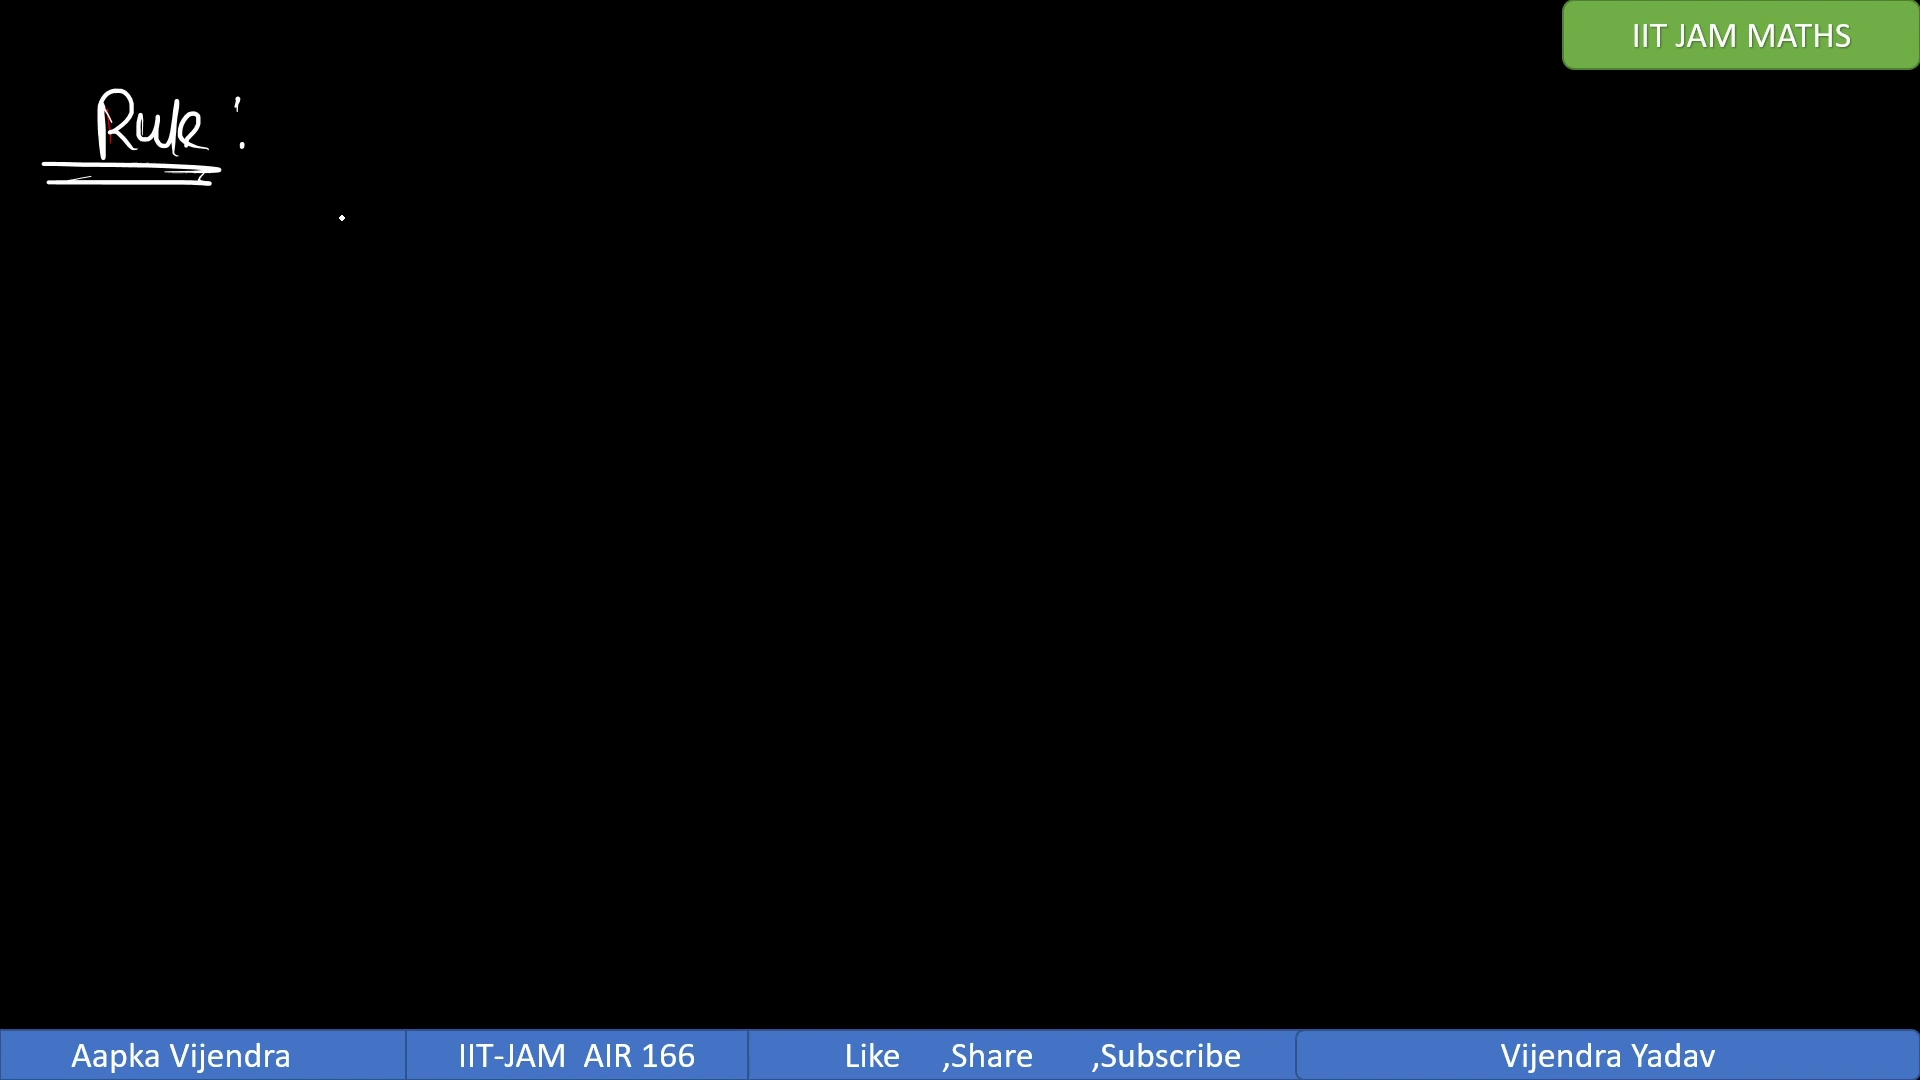 IIT JAM MATHS
Rule :
Aapka Vijendra
IIT-JAM AIR 166
Like ,Share ,Subscribe
Vijendra Yadav